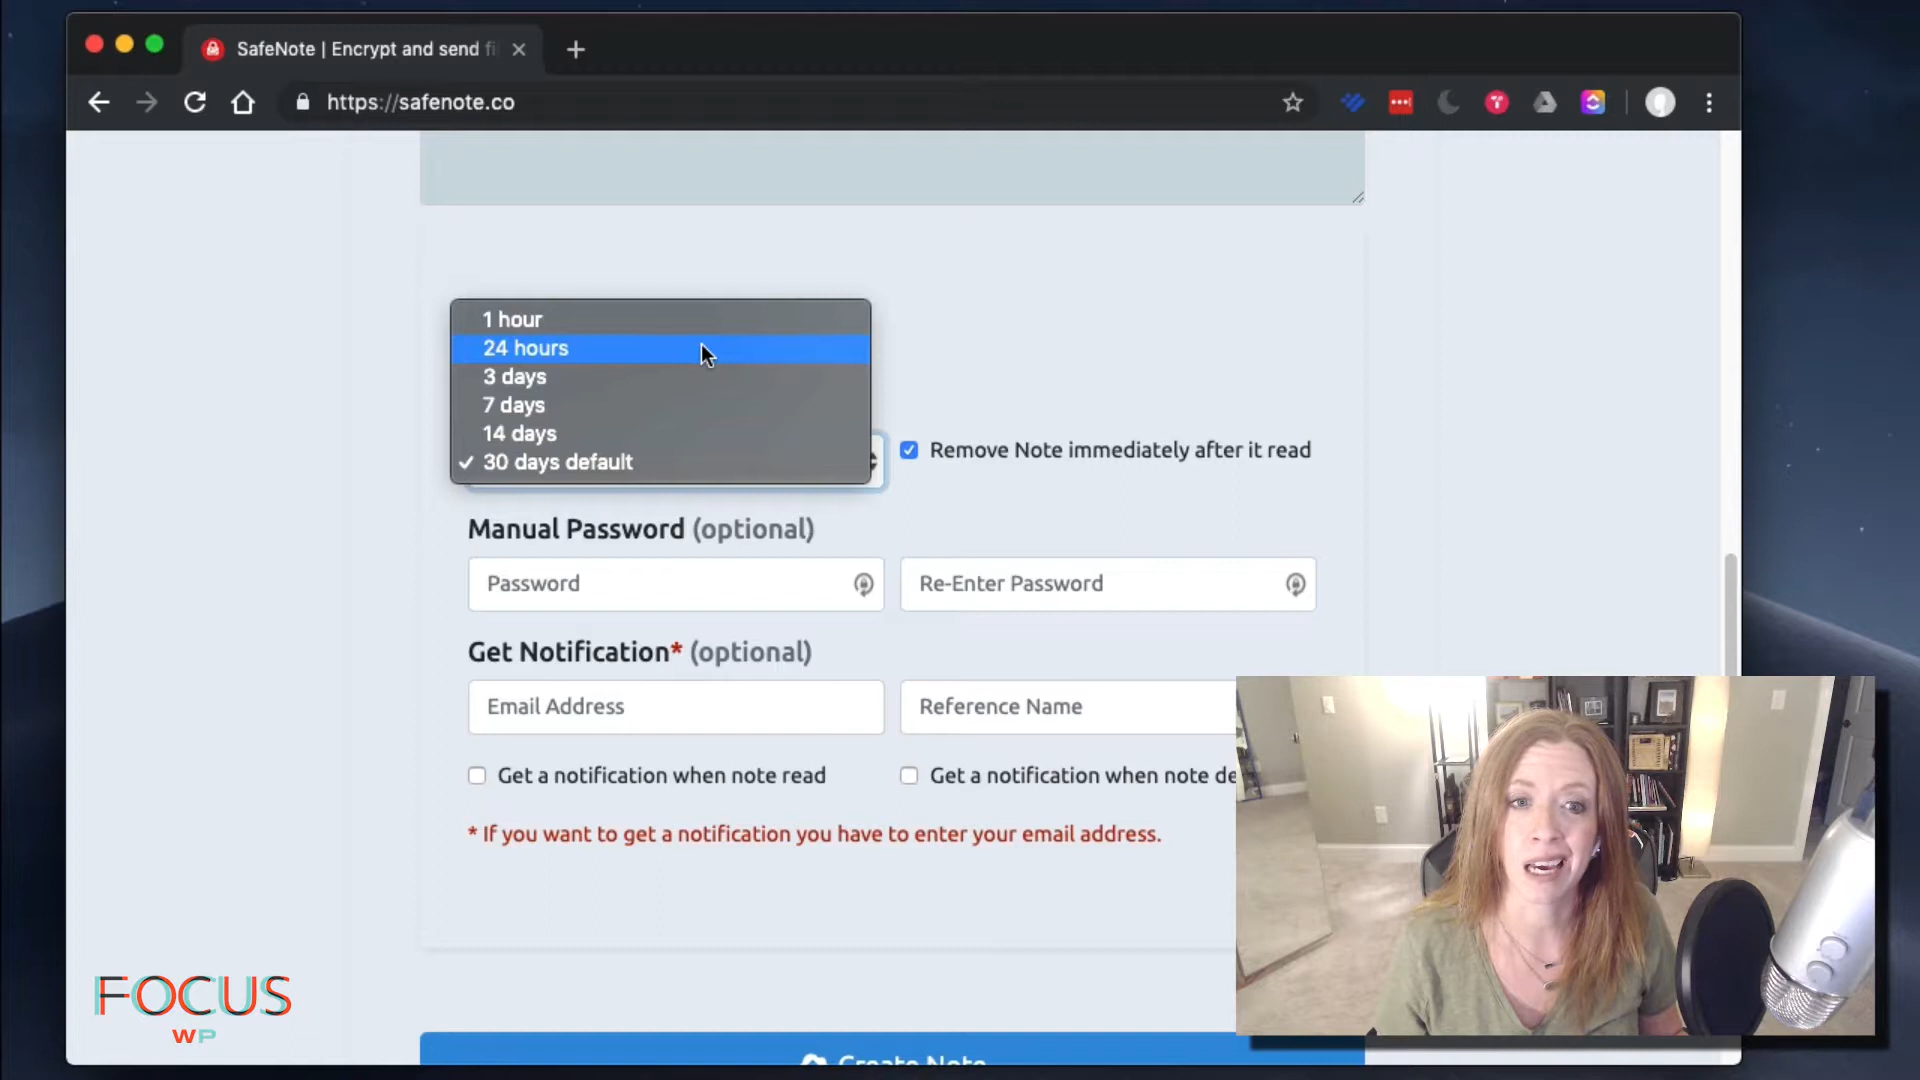 SafeNote | Encrypt and send fi
https://safenote.co
1 hour
24 hours
3 days
7 days
14 days
30 days default
Remove Note immediately after it read
Manual Password (optional)
Password
Re-Enter Password
Get Notification* (optional)
Email Address
Reference Name
Get a notification when note read
Get a notification when note de
* If you want to get a notification you have to enter your email address.
Create Note
FOCUS
WP